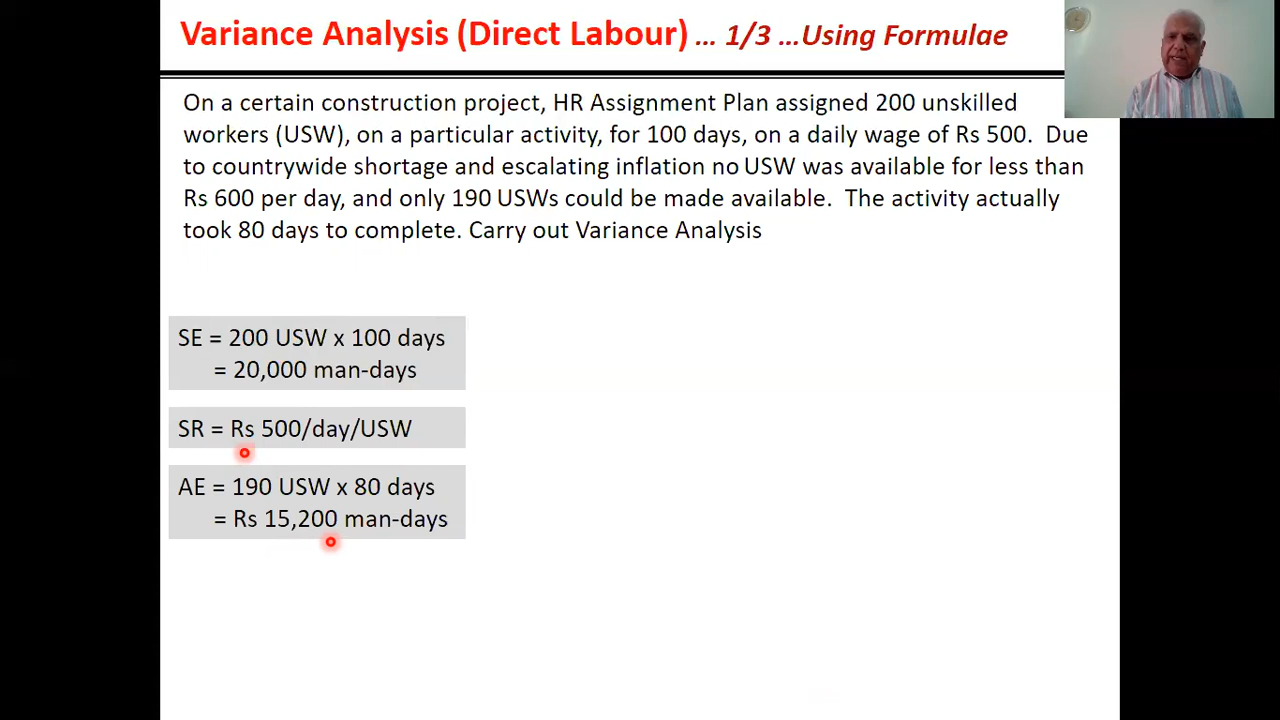 Variance Analysis (Direct Labour) ... 1/3 ...Using Formulae
On a certain construction project, HR Assignment Plan assigned 200 unskilled
workers (USW), on a particular activity, for 100 days, on a daily wage of Rs 500. Due
to countrywide shortage and escalating inflation no USW was available for less than
Rs 600 per day, and only 190 USWs could be made available. The activity actually
took 80 days to complete. Carry out Variance Analysis
SE = 200 USW x 100 days
= 20,000 man-days
SR = Rs 500/day/USW
AE = 190 USW x 80 days
= Rs 15,200 man-days